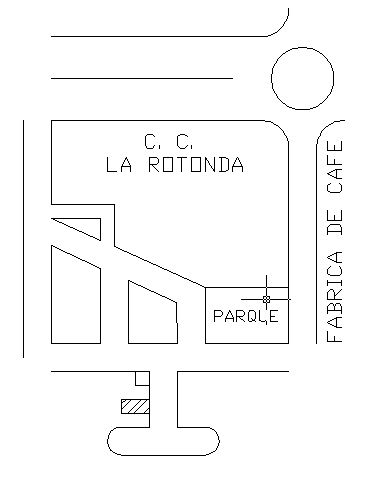 C. C.
LA ROTONDA
PARQUE
FABRICA DE CAFE